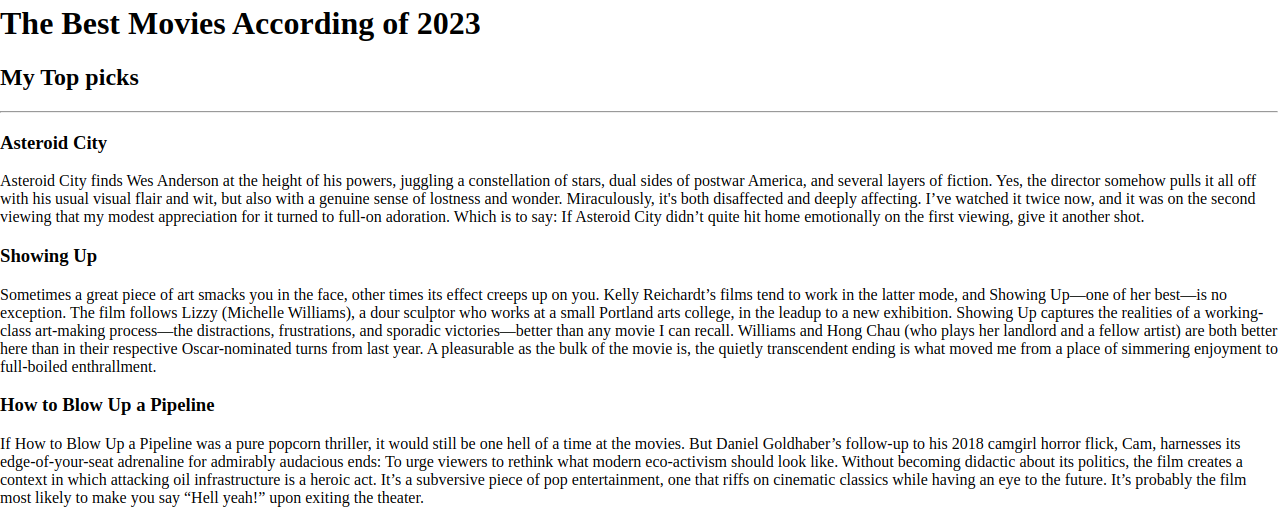 The Best Movies According of 2023
My Top picks
Asteroid City
Asteroid City finds Wes Anderson at the height of his powers, juggling a constellation of stars, dual sides of postwar America, and several layers of fiction. Yes, the director somehow pulls it all off
with his usual visual flair and wit, but also with a genuine sense of lostness and wonder. Miraculously, it's both disaffected and deeply affecting. I’ve watched it twice now, and it was on the second
viewing that my modest appreciation for it turned to full-on adoration. Which is to say: If Asteroid City didn’t quite hit home emotionally on the first viewing, give it another shot.
Showing Up
Sometimes a great piece of art smacks you in the face, other times its effect creeps up on you. Kelly Reichardt’s films tend to work in the latter mode, and Showing Up—one of her best—is no
exception. The film follows Lizzy (Michelle Williams), a dour sculptor who works at a small Portland arts college, in the leadup to a new exhibition. Showing Up captures the realities of a working-
class art-making process—the distractions, frustrations, and sporadic victories—better than any movie I can recall. Williams and Hong Chau (who plays her landlord and a fellow artist) are both better
here than in their respective Oscar-nominated turns from last year. A pleasurable as the bulk of the movie is, the quietly transcendent ending is what moved me from a place of simmering enjoyment to
full-boiled enthrallment.
How to Blow Up a Pipeline
If How to Blow Up a Pipeline was a pure popcorn thriller, it would still be one hell of a time at the movies. But Daniel Goldhaber’s follow-up to his 2018 camgirl horror flick, Cam, harnesses its
edge-of-your-seat adrenaline for admirably audacious ends: To urge viewers to rethink what modern eco-activism should look like. Without becoming didactic about its politics, the film creates a
context in which attacking oil infrastructure is a heroic act. It’s a subversive piece of pop entertainment, one that riffs on cinematic classics while having an eye to the future. It’s probably the film
most likely to make you say “Hell yeah!” upon exiting the theater.